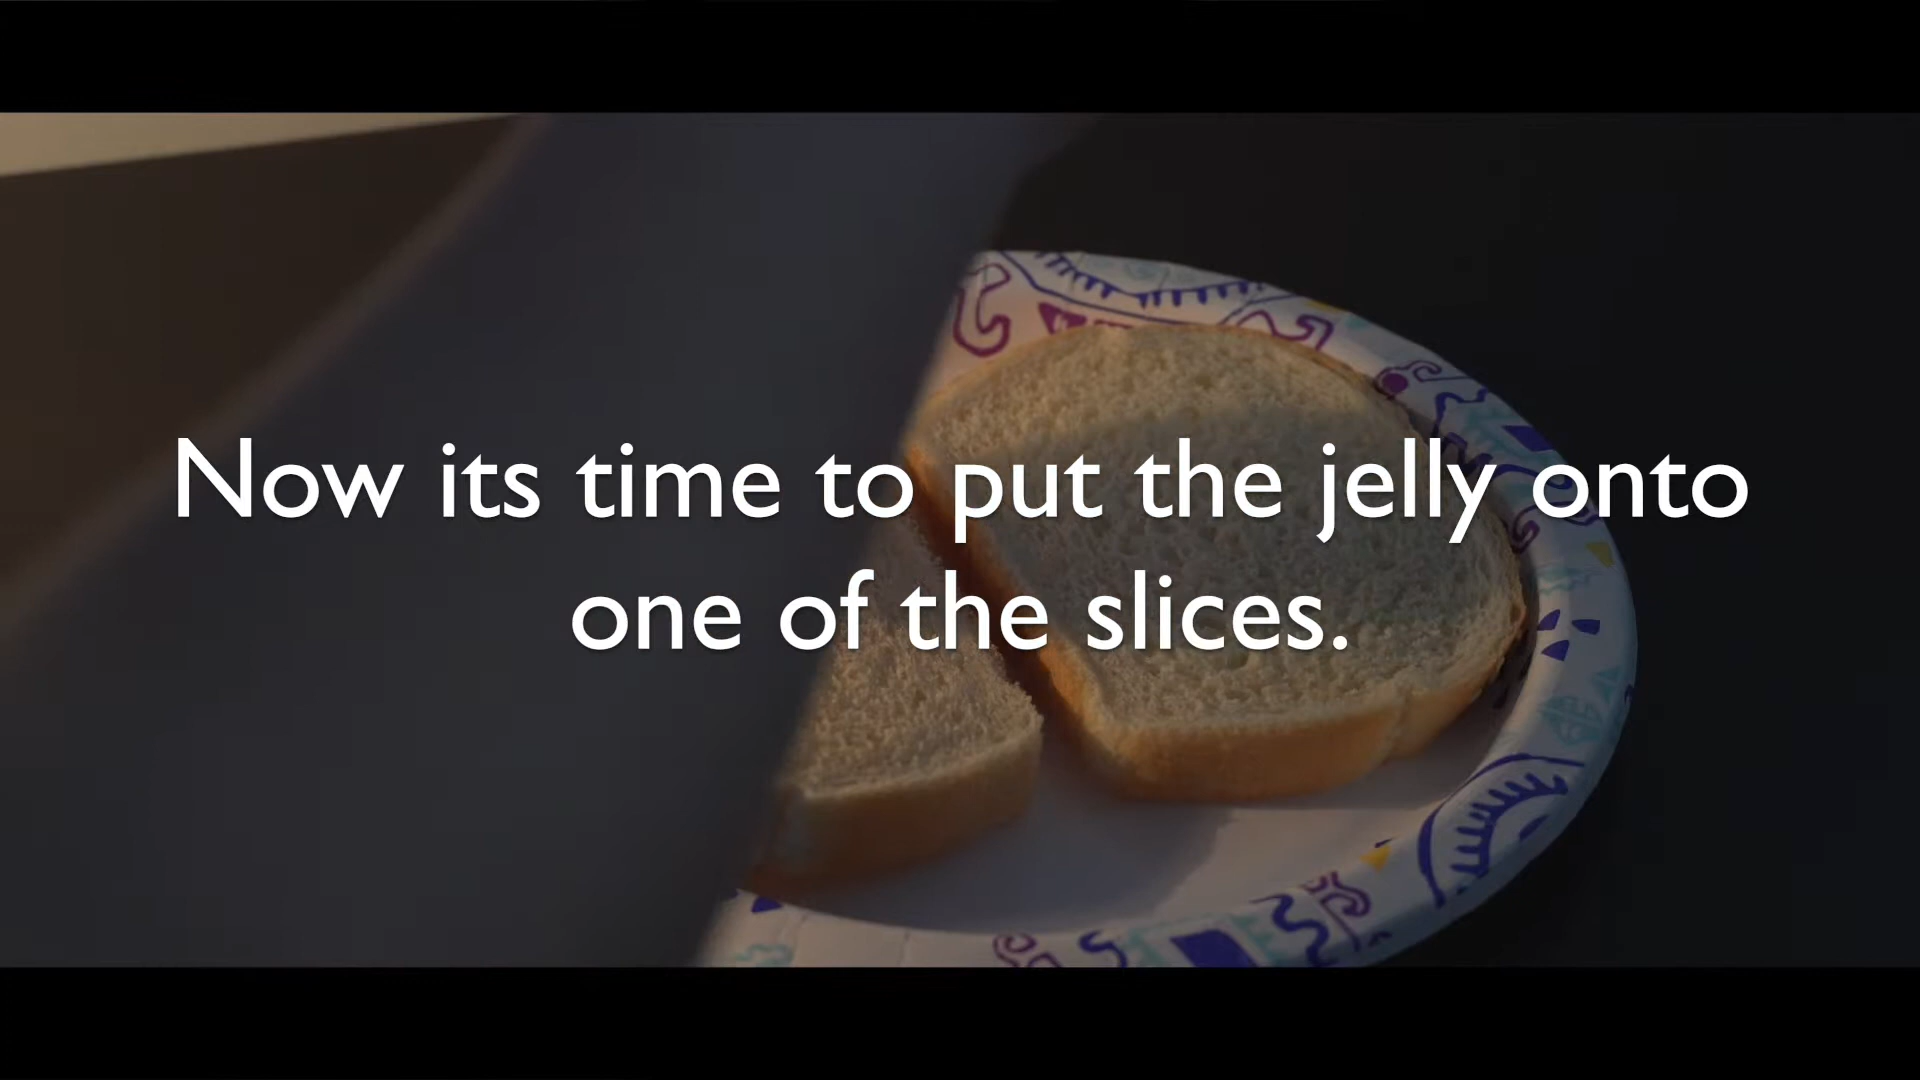 Now its time to put the jelly onto
one of the slices.